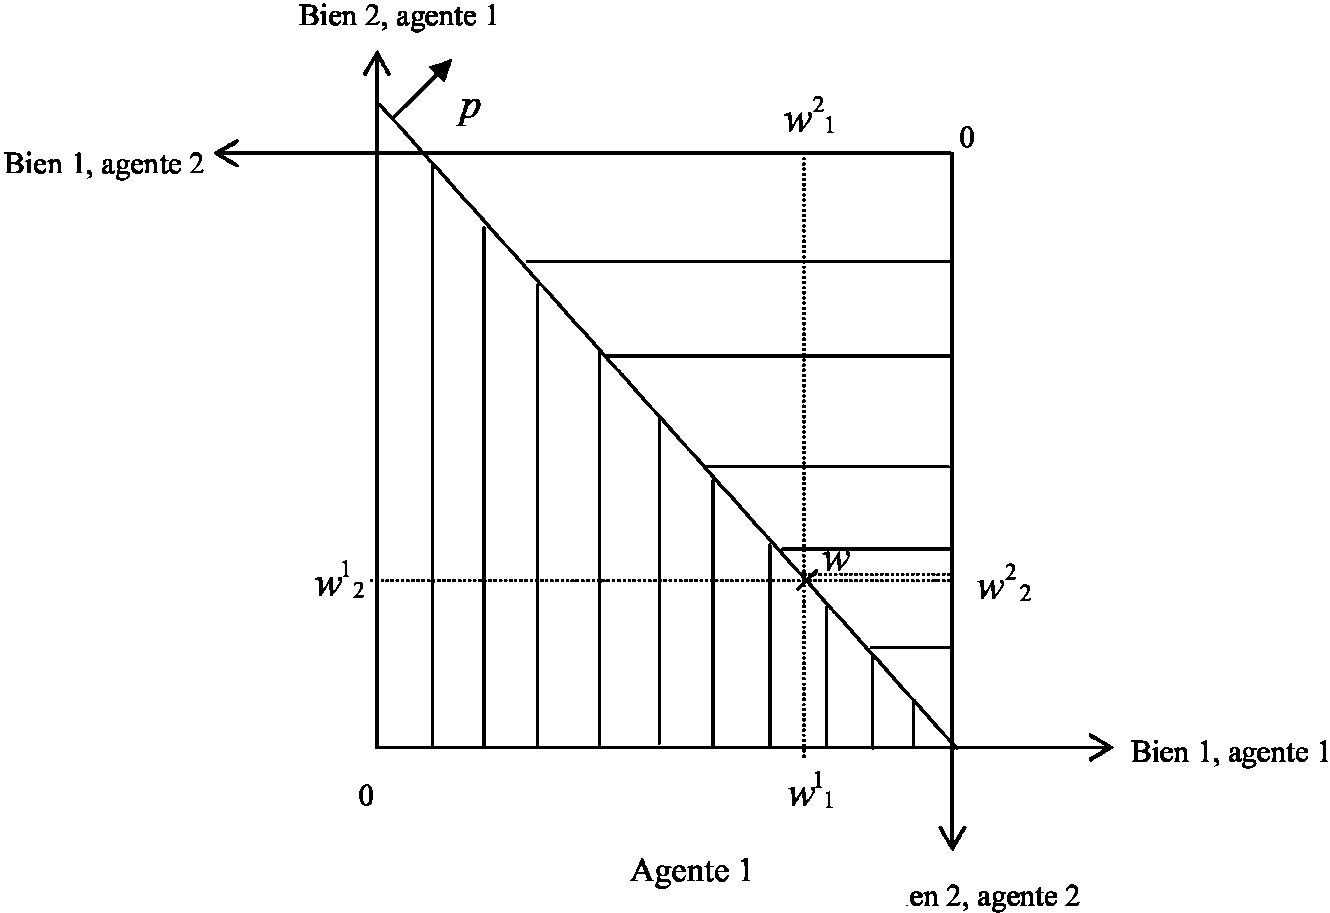 Bien 2, agente 1
p
w²₁
0
Bien 1, agente 2
w
w¹₂
w²₂
Bien 1, agente 1
0
w¹₁
Agente 1
en 2, agente 2